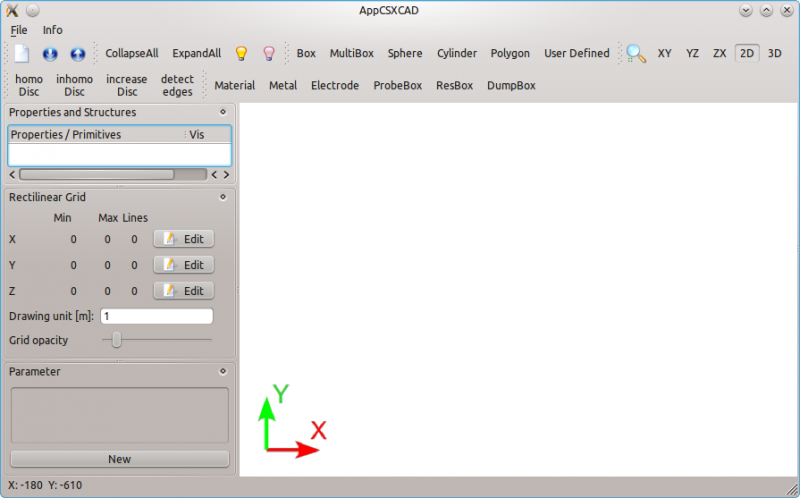 AppCSXCAD
File Info
CollapseAll ExpandAll Box MultiBox Sphere Cylinder Polygon User Defined XY YZ ZX 2D 3D
homo inhomo increase detect
Disc Disc Disc edges Material Metal Electrode ProbeBox ResBox DumpBox
Properties and Structures
Properties / Primitives Vis
Rectilinear Grid
Min Max Lines
X 0 0 0 Edit
Y 0 0 0 Edit
Z 0 0 0 Edit
Drawing unit [m]: 1
Grid opacity
Parameter
New
Y
X
X: -180 Y: -610